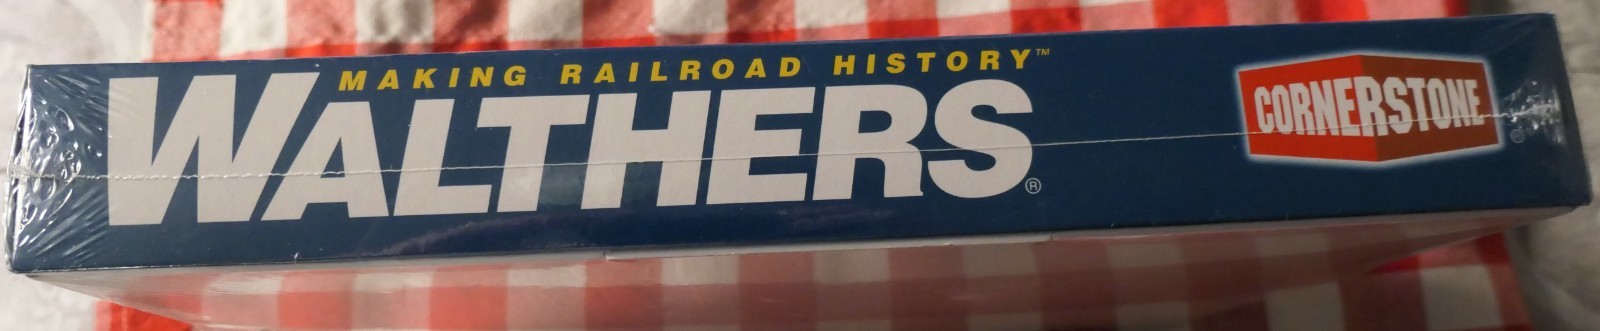 MAKING RAILROAD HISTORY™
WALTHERS®
CORNERSTONE®